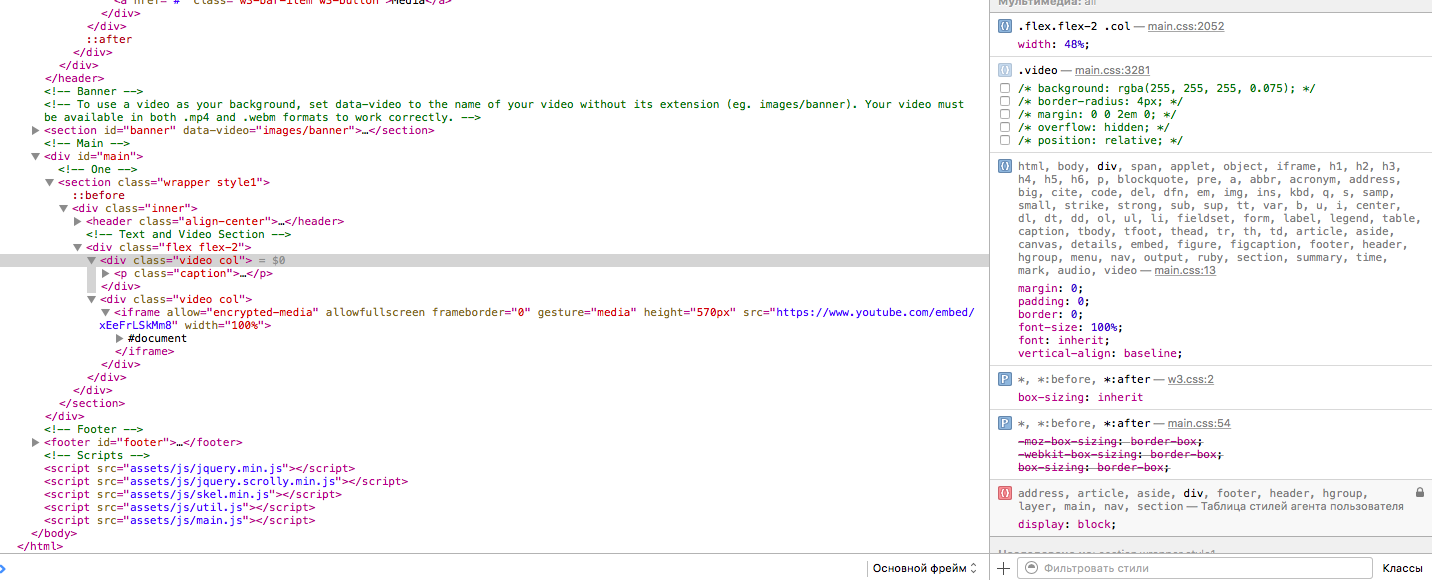 <a href="#" class="w3-bar-item w3-button">Media</a>
</div>
</div>
::after
</div>
</div>
</header>
<!-- Banner -->
<!-- To use a video as your background, set data-video to the name of your video without its extension (eg. images/banner). Your video must
be available in both .mp4 and .webm formats to work correctly. -->
<section id="banner" data-video="images/banner">…</section>
<!-- Main -->
<div id="main">
<!-- One -->
<section class="wrapper style1">
::before
<div class="inner">
<header class="align-center">…</header>
<!-- Text and Video Section -->
<div class="flex flex-2">
<div class="video col"> = $0
<p class="caption">…</p>
</div>
<div class="video col">
<iframe allow="encrypted-media" allowfullscreen frameborder="0" gesture="media" height="570px" src="https://www.youtube.com/embed/
xEeFrLSkMm8" width="100%">
#document
</iframe>
</div>
</div>
</div>
</section>
</div>
<!-- Footer -->
<footer id="footer">…</footer>
<!-- Scripts -->
<script src="assets/js/jquery.min.js"></script>
<script src="assets/js/jquery.scrolly.min.js"></script>
<script src="assets/js/skel.min.js"></script>
<script src="assets/js/util.js"></script>
<script src="assets/js/main.js"></script>
</body>
</html>
Основной фрейм
Мультимедиа: all
.flex.flex-2 .col — main.css:2052
width: 48%;
.video — main.css:3281
/* background: rgba(255, 255, 255, 0.075); */
/* border-radius: 4px; */
/* margin: 0 0 2em 0; */
/* overflow: hidden; */
/* position: relative; */
html, body, div, span, applet, object, iframe, h1, h2, h3,
h4, h5, h6, p, blockquote, pre, a, abbr, acronym, address,
big, cite, code, del, dfn, em, img, ins, kbd, q, s, samp,
small, strike, strong, sub, sup, tt, var, b, u, i, center,
dl, dt, dd, ol, ul, li, fieldset, form, label, legend, table,
caption, tbody, tfoot, thead, tr, th, td, article, aside,
canvas, details, embed, figure, figcaption, footer, header,
hgroup, menu, nav, output, ruby, section, summary, time,
mark, audio, video — main.css:13
margin: 0;
padding: 0;
border: 0;
font-size: 100%;
font: inherit;
vertical-align: baseline;
*, *:before, *:after — w3.css:2
box-sizing: inherit
*, *:before, *:after — main.css:54
-moz-box-sizing: border-box;
-webkit-box-sizing: border-box;
box-sizing: border-box;
address, article, aside, div, footer, header, hgroup,
layer, main, nav, section — Таблица стилей агента пользователя
display: block;
Фильтровать стили
Классы